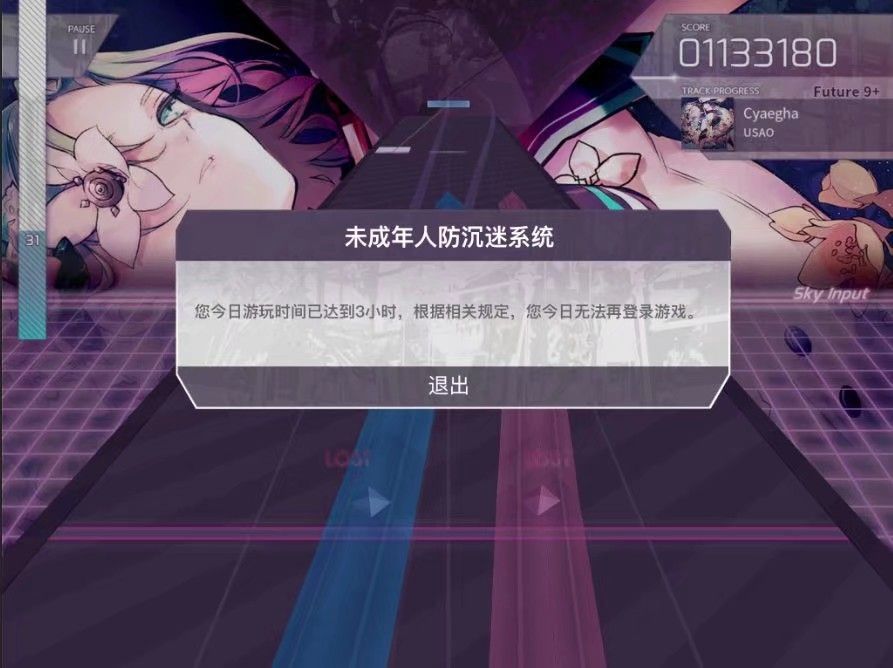 PAUSE
SCORE
01133180
TRACK PROGRESS
Future 9+
Cyaegha
USAO
31
未成年人防沉迷系统
您今日游玩时间已达到3小时，根据相关规定，您今日无法再登录游戏。
退出
Sky Input
LOST
LOST